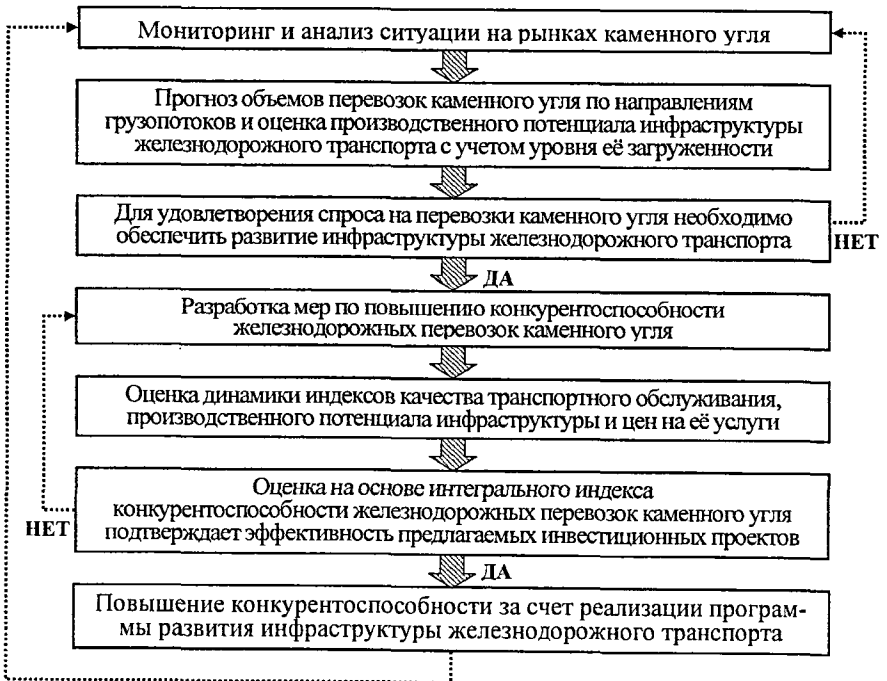 Мониторинг и анализ ситуации на рынках каменного угля
Прогноз объемов перевозок каменного угля по направлениям
грузопотоков и оценка производственного потенциала инфраструктуры
железнодорожного транспорта с учетом уровня её загруженности
Для удовлетворения спроса на перевозки каменного угля необходимо
обеспечить развитие инфраструктуры железнодорожного транспорта
НЕТ
ДА
Разработка мер по повышению конкурентоспособности
железнодорожных перевозок каменного угля
Оценка динамики индексов качества транспортного обслуживания,
производственного потенциала инфраструктуры и цен на её услуги
Оценка на основе интегрального индекса
конкурентоспособности железнодорожных перевозок каменного угля
подтверждает эффективность предлагаемых инвестиционных проектов
НЕТ
ДА
Повышение конкурентоспособности за счет реализации програм-
мы развития инфраструктуры железнодорожного транспорта